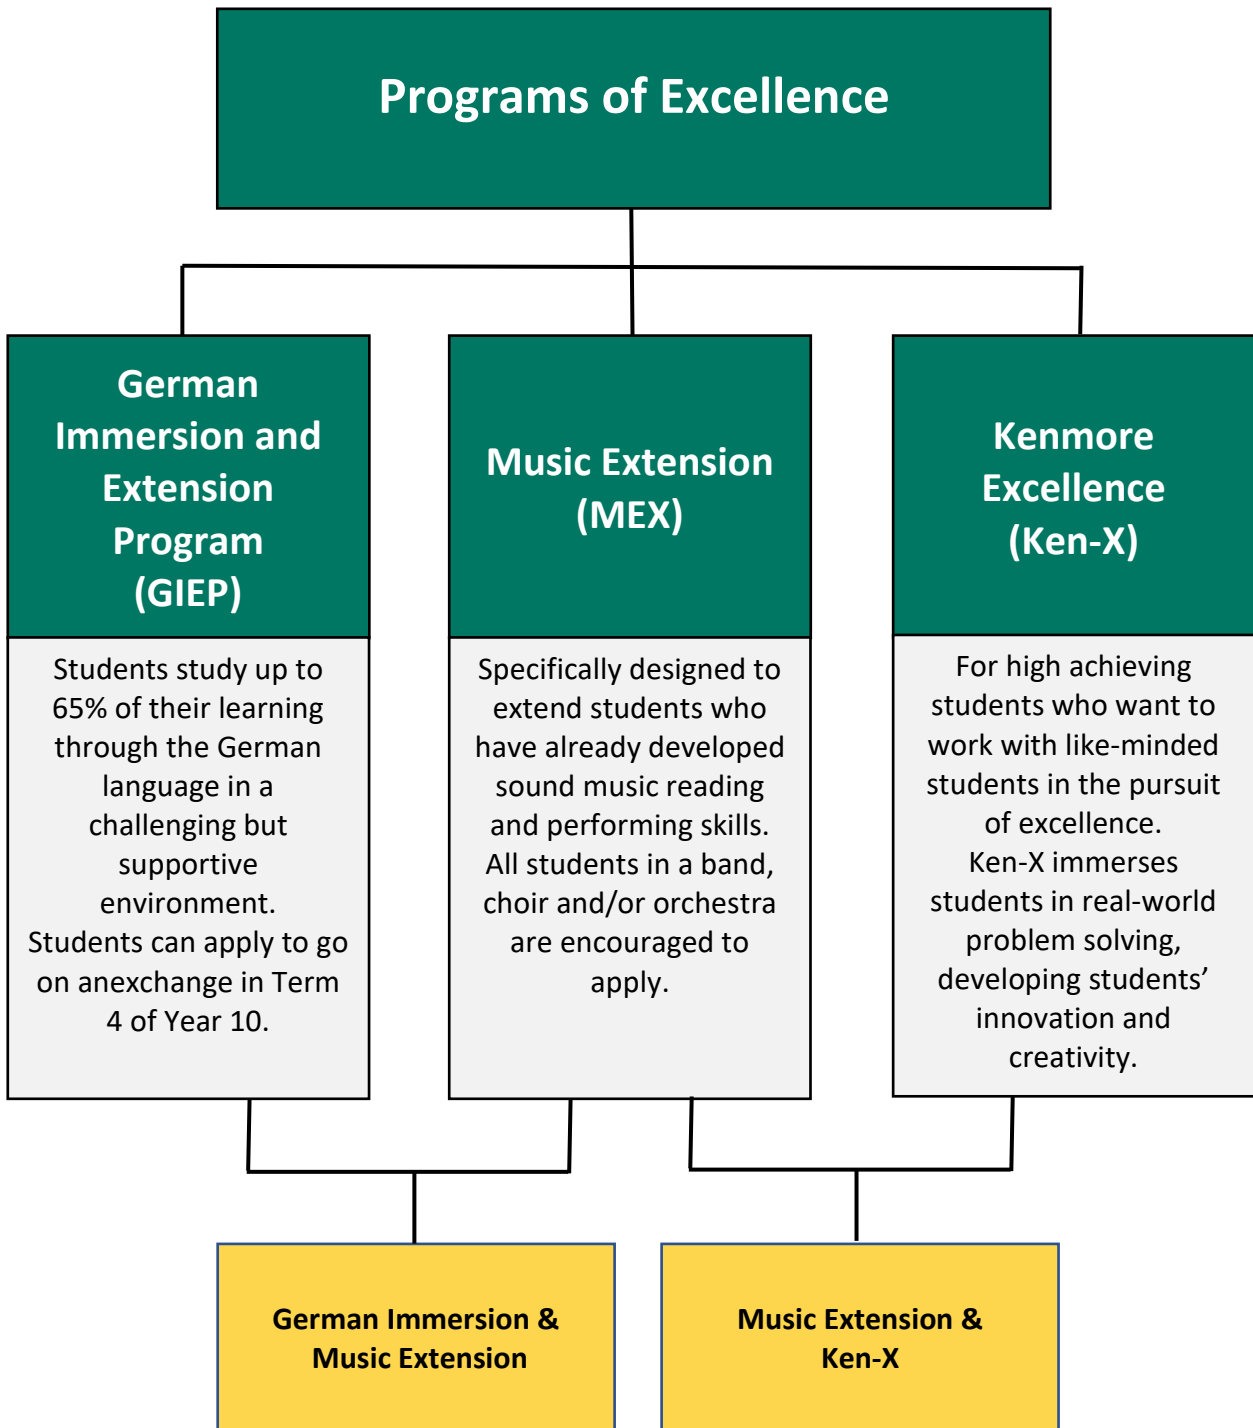 Programs of Excellence
German
Immersion and
Extension
Program
(GIEP)
Students study up to
65% of their learning
through the German
language in a
challenging but
supportive
environment.
Students can apply to go
on anexchange in Term
4 of Year 10.
Music Extension
(MEX)
Specifically designed to
extend students who
have already developed
sound music reading
and performing skills.
All students in a band,
choir and/or orchestra
are encouraged to
apply.
Kenmore
Excellence
(Ken-X)
For high achieving
students who want to
work with like-minded
students in the pursuit
of excellence.
Ken-X immerses
students in real-world
problem solving,
developing students’
innovation and
creativity.
German Immersion &
Music Extension
Music Extension &
Ken-X